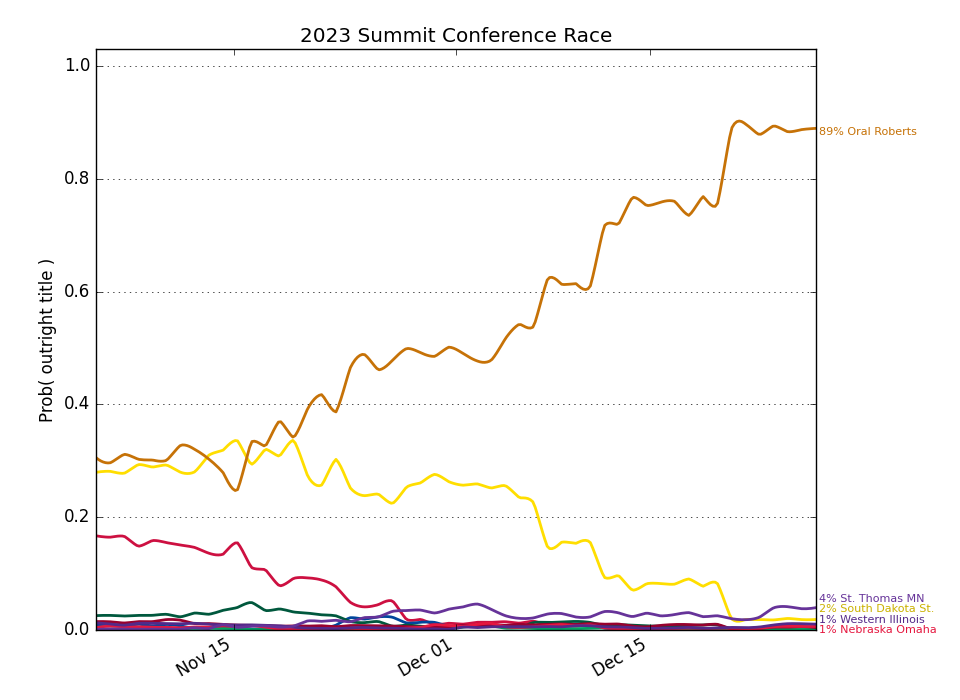 2023 Summit Conference Race
1.0
0.8
0.6
0.4
0.2
0.0
Prob( outright title )
Nov 15
Dec 01
Dec 15
89% Oral Roberts
4% St. Thomas MN
2% South Dakota St.
1% Western Illinois
1% Nebraska Omaha